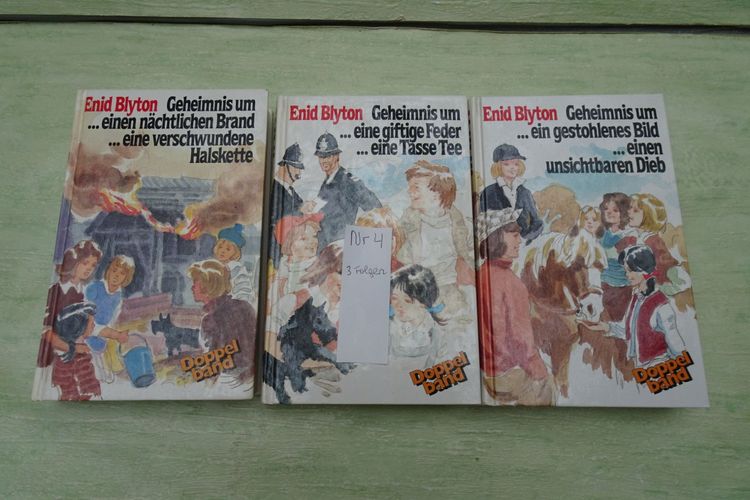 Enid Blyton Geheimnis um
...einen nächtlichen Brand
...eine verschwundene
Halskette
Doppel
band
Enid Blyton Geheimnis um
...eine giftige Feder
...eine Tasse Tee
Nr 4
3 Folgen
Doppel
band
Enid Blyton Geheimnis um
...ein gestohlenes Bild
...einen
unsichtbaren Dieb
Doppel
band